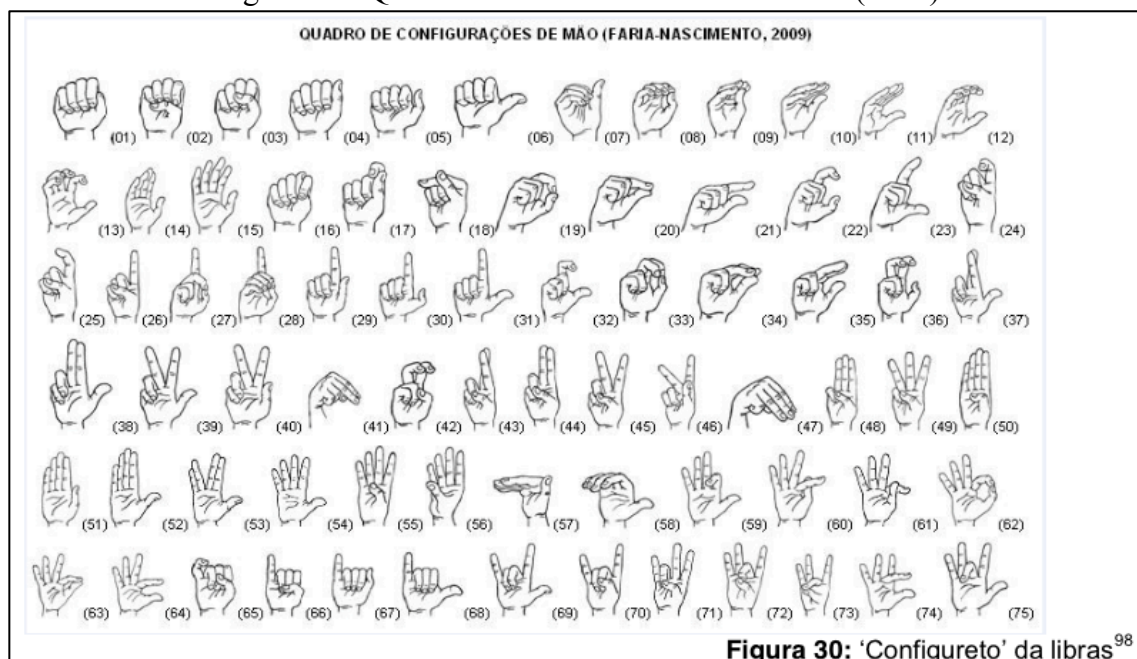 QUADRO DE CONFIGURAÇÕES DE MÃO (FARIA-NASCIMENTO, 2009)
(01) (02) (03) (04) (05) (06) (07) (08) (09) (10) (11) (12)
(13) (14) (15) (16) (17) (18) (19) (20) (21) (22) (23) (24)
(25) (26) (27) (28) (29) (30) (31) (32) (33) (34) (35) (36) (37)
(38) (39) (40) (41) (42) (43) (44) (45) (46) (47) (48) (49) (50)
(51) (52) (53) (54) (55) (56) (57) (58) (59) (60) (61) (62)
(63) (64) (65) (66) (67) (68) (69) (70) (71) (72) (73) (74) (75)
Figura 30: 'Configureto' da libras98